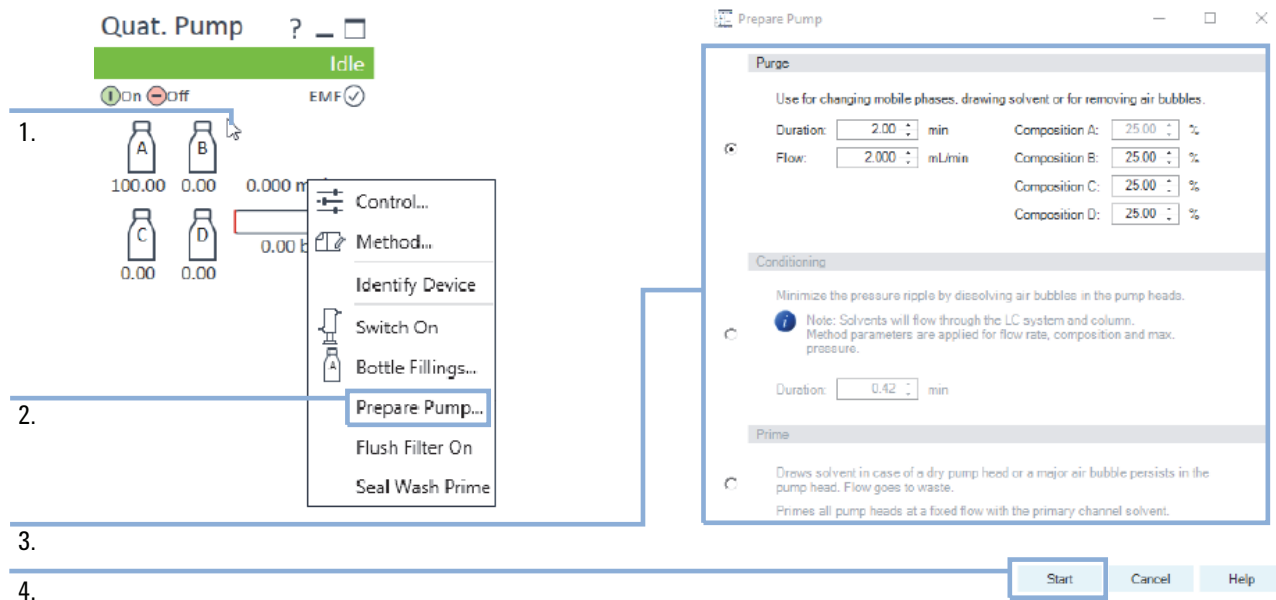 Quat. Pump ?
Idle
On Off EMF
1.
A B
100.00 0.00 0.000
C D
0.00 b
0.00 0.00
Control...
Method...
Identify Device
Switch On
A Bottle Fillings...
2.
Prepare Pump...
Flush Filter On
Seal Wash Prime
3.
4.
Prepare Pump
Purge
Use for changing mobile phases, drawing solvent or for removing air bubbles.
Duration: 2.00 min Composition A: 25.00 %
Flow: 2.000 mL/min Composition B: 25.00 %
Composition C: 25.00 %
Composition D: 25.00 %
Conditioning
Minimize the pressure ripple by dissolving air bubbles in the pump heads.
i Note: Solvents will flow through the LC system and column.
Method parameters are applied for flow rate, composition and max.
pressure.
Duration: 0.42 min
Prime
Draws solvent in case of a dry pump head or a major air bubble persists in the
pump head. Flow goes to waste.
Primes all pump heads at a fixed flow with the primary channel solvent.
Start Cancel Help